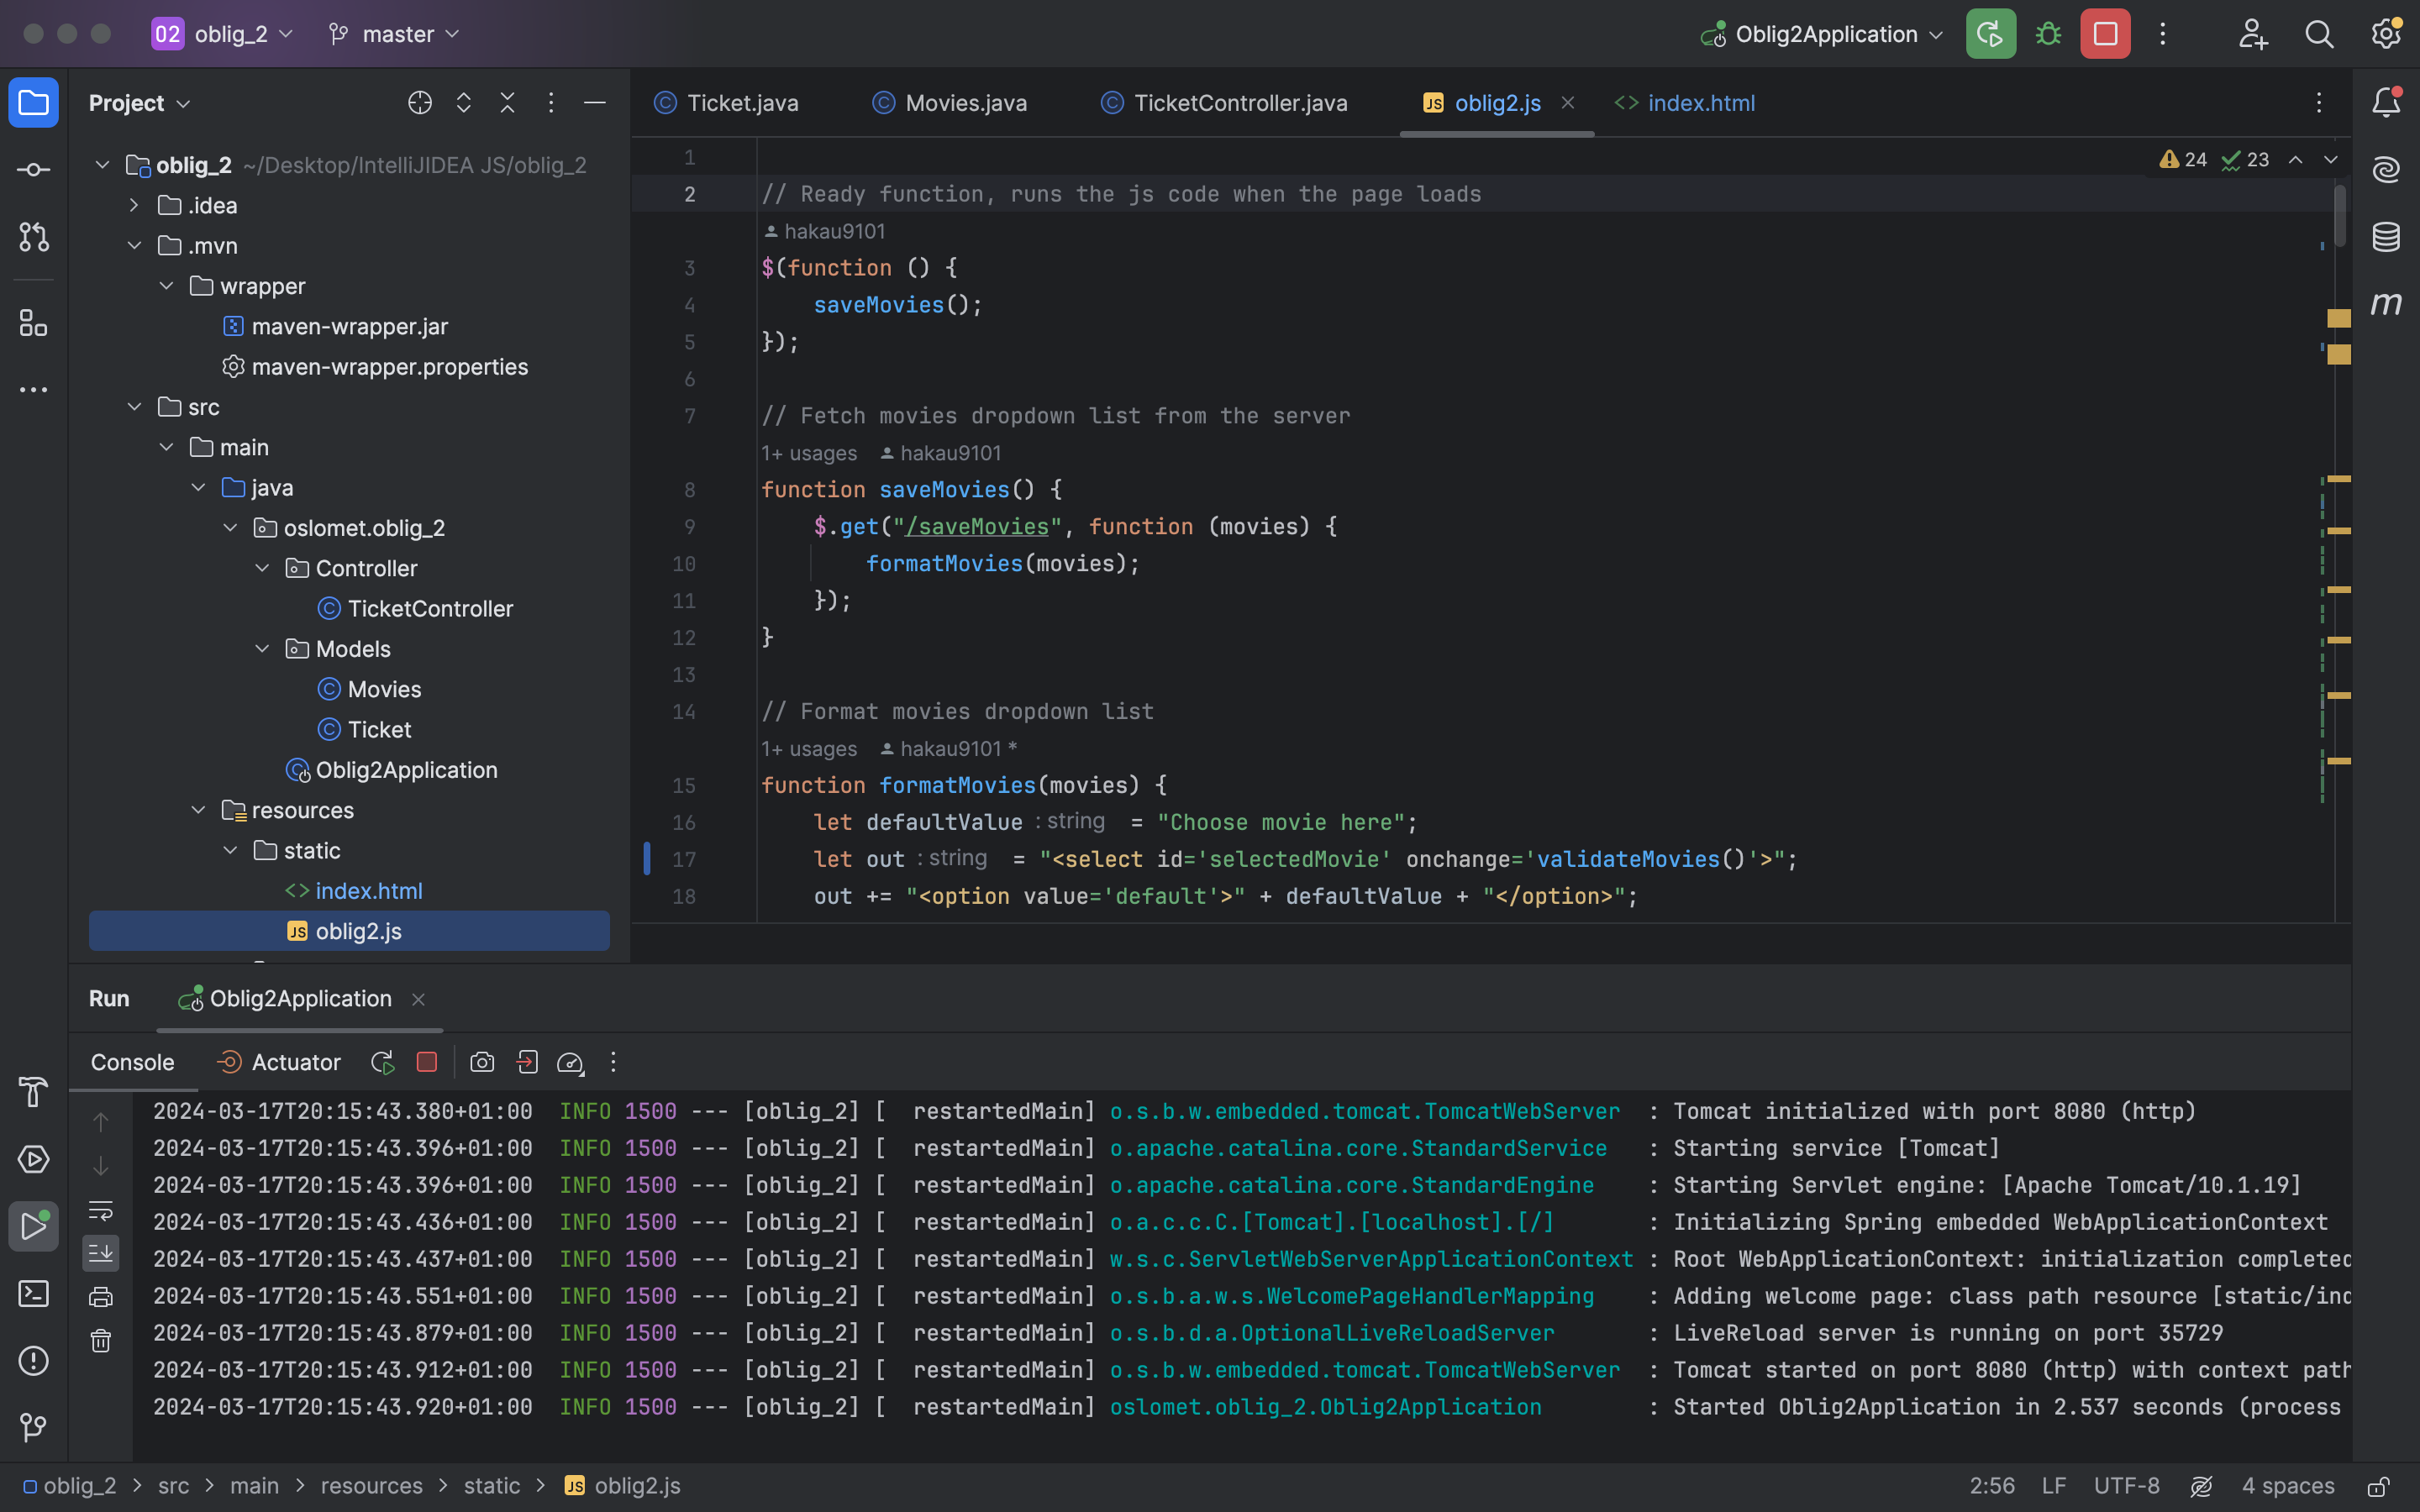 02 oblig_2 master Oblig2Application
Project
Ticket.java Movies.java TicketController.java JS oblig2.js index.html
oblig_2 ~/Desktop/IntelliJIDEA JS/oblig_2
.idea
.mvn
wrapper
maven-wrapper.jar
maven-wrapper.properties
src
main
java
oslomet.oblig_2
Controller
TicketController
Models
Movies
Ticket
Oblig2Application
resources
static
index.html
JS oblig2.js
24 23
1
2 // Ready function, runs the js code when the page loads
hakau9101
3 $(function () {
4 saveMovies();
5 });
6
7 // Fetch movies dropdown list from the server
1+ usages hakau9101
8 function saveMovies() {
9 $.get("/saveMovies", function (movies) {
10 formatMovies(movies);
11 });
12 }
13
14 // Format movies dropdown list
1+ usages hakau9101 *
15 function formatMovies(movies) {
16 let defaultValue : string = "Choose movie here";
17 let out : string = "<select id='selectedMovie' onchange='validateMovies()'>";
18 out += "<option value='default'>" + defaultValue + "</option>";
m
Run Oblig2Application
Console Actuator
2024-03-17T20:15:43.380+01:00 INFO 1500 --- [oblig_2] [ restartedMain] o.s.b.w.embedded.tomcat.TomcatWebServer : Tomcat initialized with port 8080 (http)
2024-03-17T20:15:43.396+01:00 INFO 1500 --- [oblig_2] [ restartedMain] o.apache.catalina.core.StandardService : Starting service [Tomcat]
2024-03-17T20:15:43.396+01:00 INFO 1500 --- [oblig_2] [ restartedMain] o.apache.catalina.core.StandardEngine : Starting Servlet engine: [Apache Tomcat/10.1.19]
2024-03-17T20:15:43.436+01:00 INFO 1500 --- [oblig_2] [ restartedMain] o.a.c.c.C.[Tomcat].[localhost].[/] : Initializing Spring embedded WebApplicationContext
2024-03-17T20:15:43.437+01:00 INFO 1500 --- [oblig_2] [ restartedMain] w.s.c.ServletWebServerApplicationContext : Root WebApplicationContext: initialization completed
2024-03-17T20:15:43.551+01:00 INFO 1500 --- [oblig_2] [ restartedMain] o.s.b.a.w.s.WelcomePageHandlerMapping : Adding welcome page: class path resource [static/ind
2024-03-17T20:15:43.879+01:00 INFO 1500 --- [oblig_2] [ restartedMain] o.s.b.d.a.OptionalLiveReloadServer : LiveReload server is running on port 35729
2024-03-17T20:15:43.912+01:00 INFO 1500 --- [oblig_2] [ restartedMain] o.s.b.w.embedded.tomcat.TomcatWebServer : Tomcat started on port 8080 (http) with context path
2024-03-17T20:15:43.920+01:00 INFO 1500 --- [oblig_2] [ restartedMain] oslomet.oblig_2.Oblig2Application : Started Oblig2Application in 2.537 seconds (process
oblig_2 > src > main > resources > static > JS oblig2.js 2:56 LF UTF-8 4 spaces